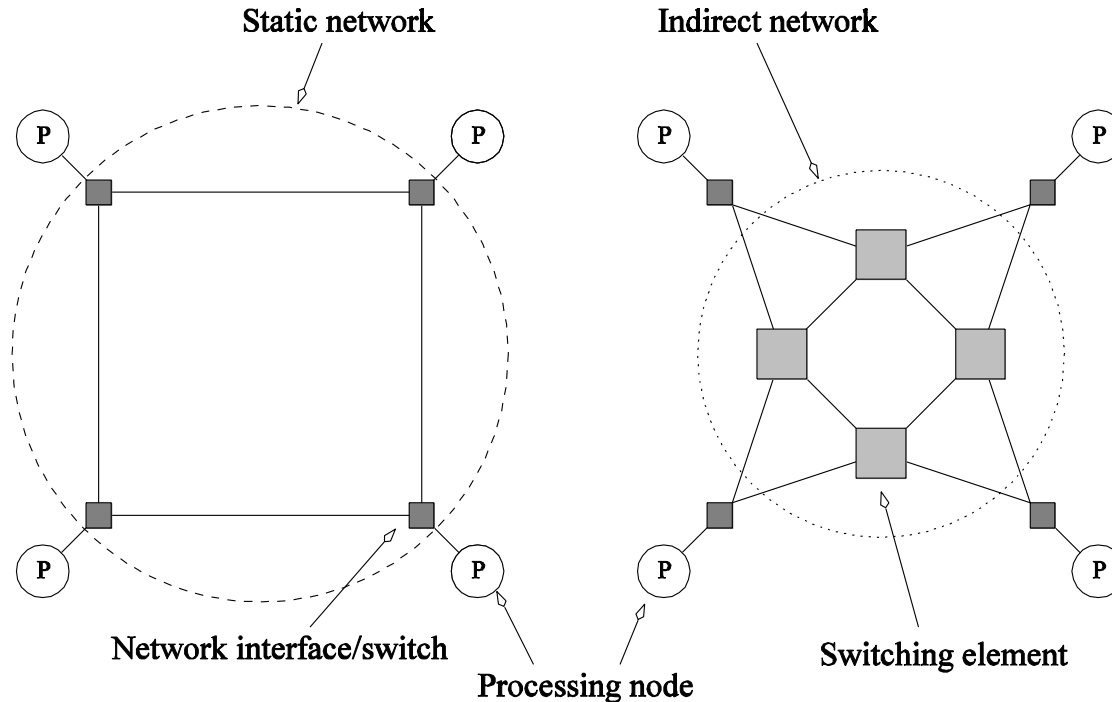 Static network
Indirect network
P
P
P
P
P
P
P
P
Network interface/switch
Switching element
Processing node